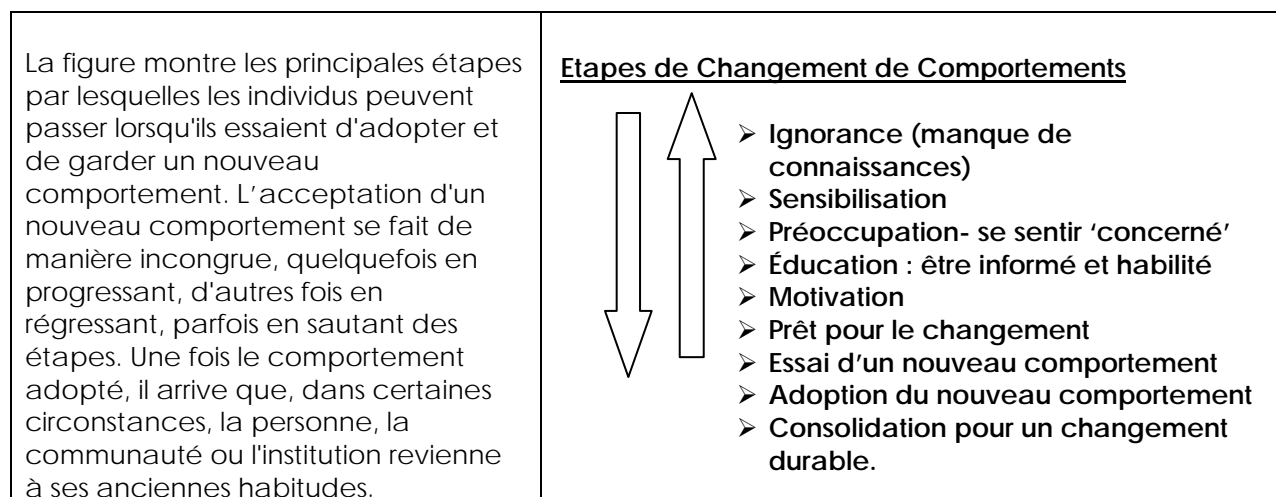 La figure montre les principales étapes
par lesquelles les individus peuvent
passer lorsqu'ils essaient d'adopter et
de garder un nouveau
comportement. L'acceptation d'un
nouveau comportement se fait de
manière incongrue, quelquefois en
progressant, d'autres fois en
régressant, parfois en sautant des
étapes. Une fois le comportement
adopté, il arrive que, dans certaines
circonstances, la personne, la
communauté ou l'institution revienne
à ses anciennes habitudes.
Etapes de Changement de Comportements
➢ Ignorance (manque de
connaissances)
➢ Sensibilisation
➢ Préoccupation- se sentir ‘concerné’
➢ Éducation : être informé et habilité
➢ Motivation
➢ Prêt pour le changement
➢ Essai d’un nouveau comportement
➢ Adoption du nouveau comportement
➢ Consolidation pour un changement
durable.